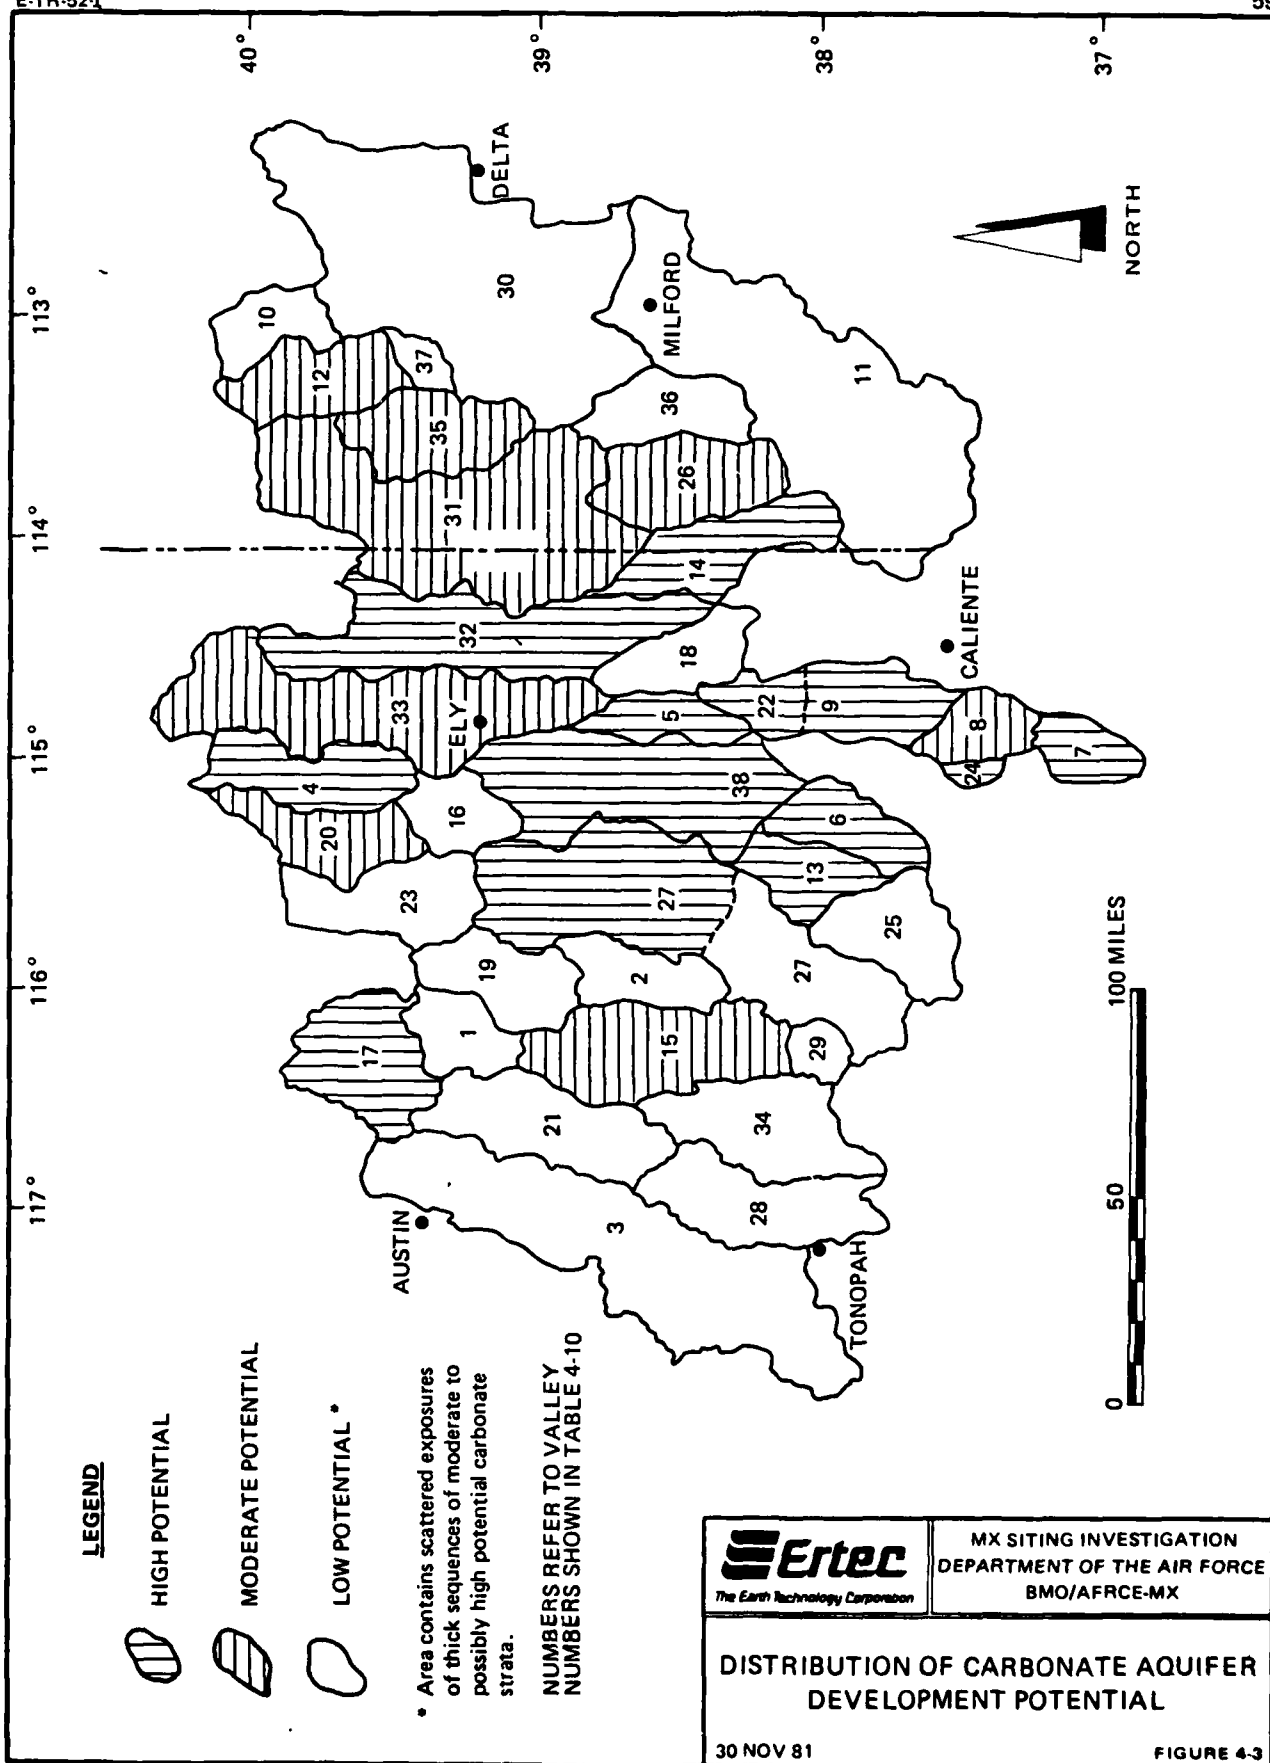 E-TR-52-1
59
117°
116°
115°
114°
113°
40°
39°
38°
37°
LEGEND
HIGH POTENTIAL
MODERATE POTENTIAL
LOW POTENTIAL *
* Area contains scattered exposures
of thick sequences of moderate to
possibly high potential carbonate
strata.
NUMBERS REFER TO VALLEY
NUMBERS SHOWN IN TABLE 4-10
AUSTIN
TONOPAH
ELY
CALIENTE
MILFORD
DELTA
17
1
19
23
20
4
16
33
32
31
12
10
37
35
30
3
21
15
2
27
38
5
18
14
26
36
11
28
34
29
27
25
13
6
22
9
8
24
7
NORTH
0
50
100 MILES
Ertec
The Earth Technology Corporation
MX SITING INVESTIGATION
DEPARTMENT OF THE AIR FORCE
BMO/AFRCE-MX
DISTRIBUTION OF CARBONATE AQUIFER
DEVELOPMENT POTENTIAL
30 NOV 81
FIGURE 4-3